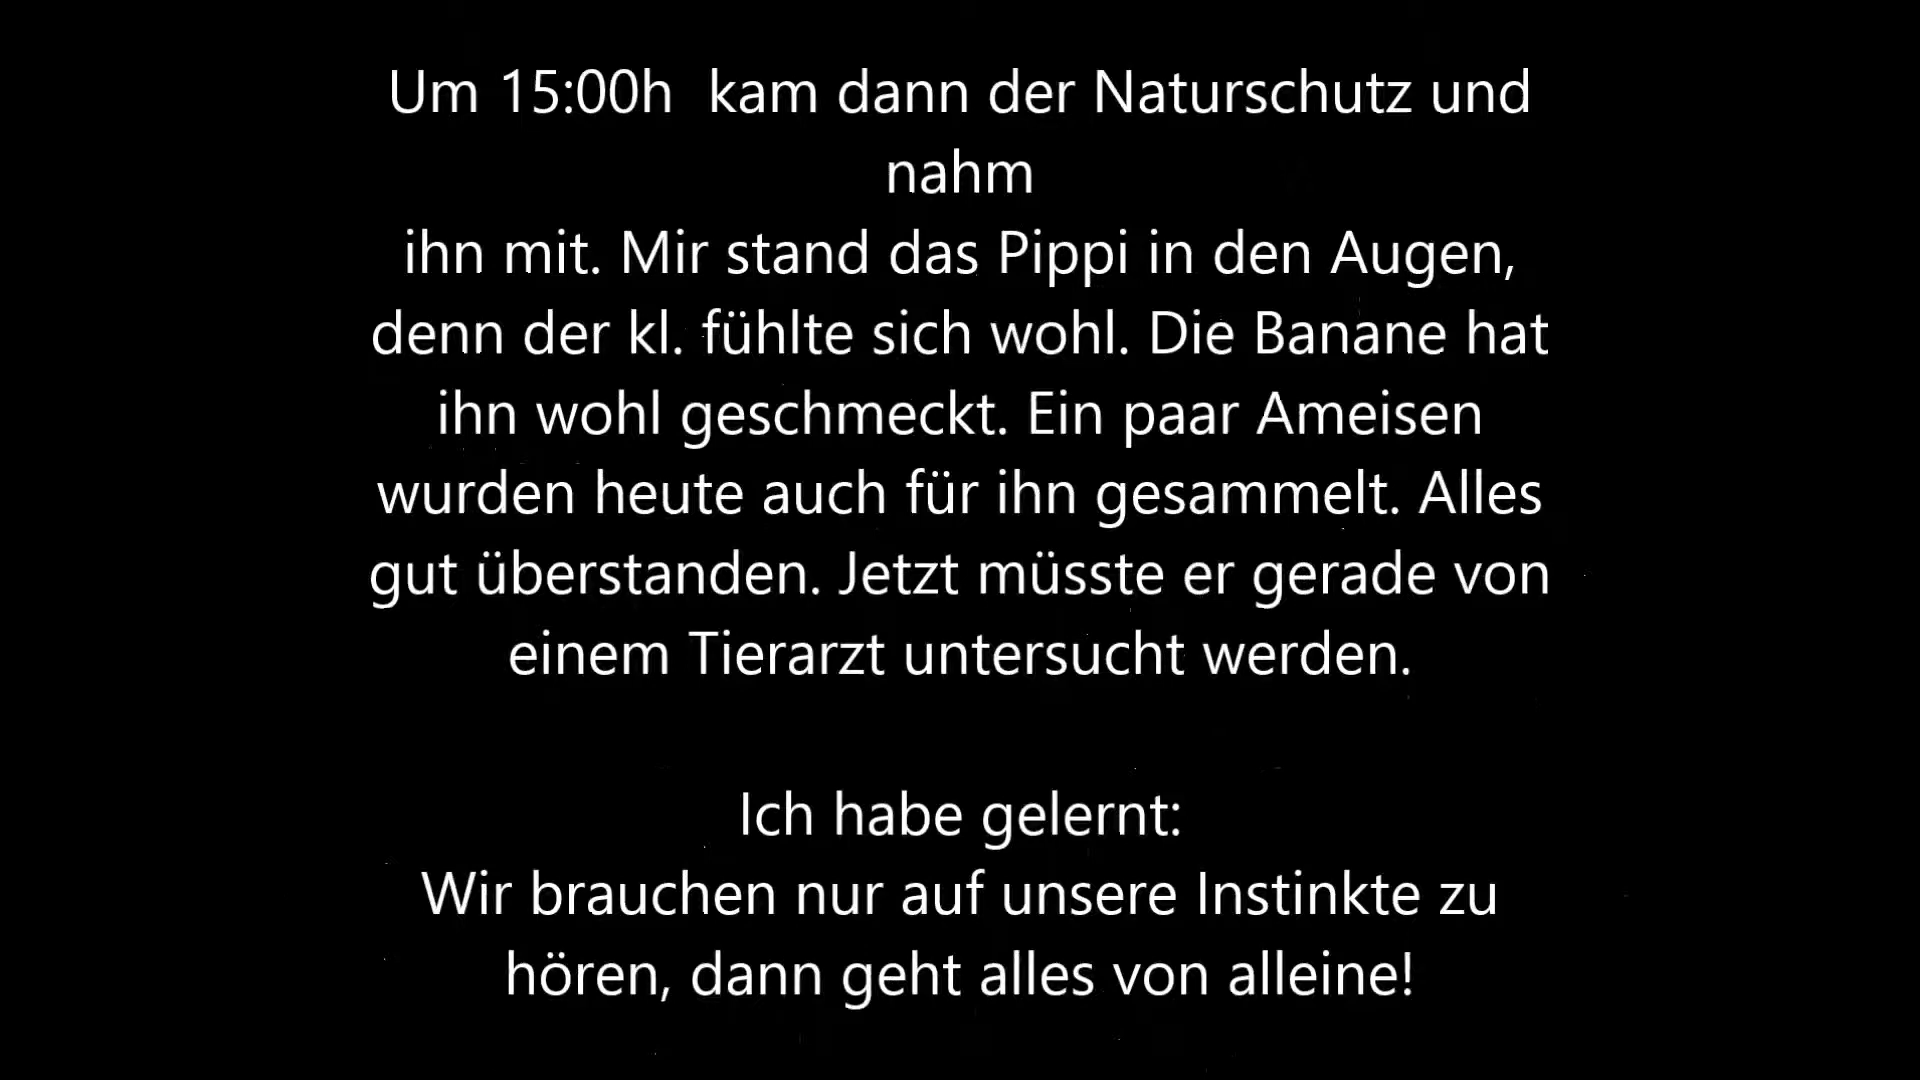 Um 15:00h  kam dann der Naturschutz und
nahm
ihn mit. Mir stand das Pippi in den Augen,
denn der kl. fühlte sich wohl. Die Banane hat
ihn wohl geschmeckt. Ein paar Ameisen
wurden heute auch für ihn gesammelt. Alles
gut überstanden. Jetzt müsste er gerade von
einem Tierarzt untersucht werden.
Ich habe gelernt:
Wir brauchen nur auf unsere Instinkte zu
hören, dann geht alles von alleine!